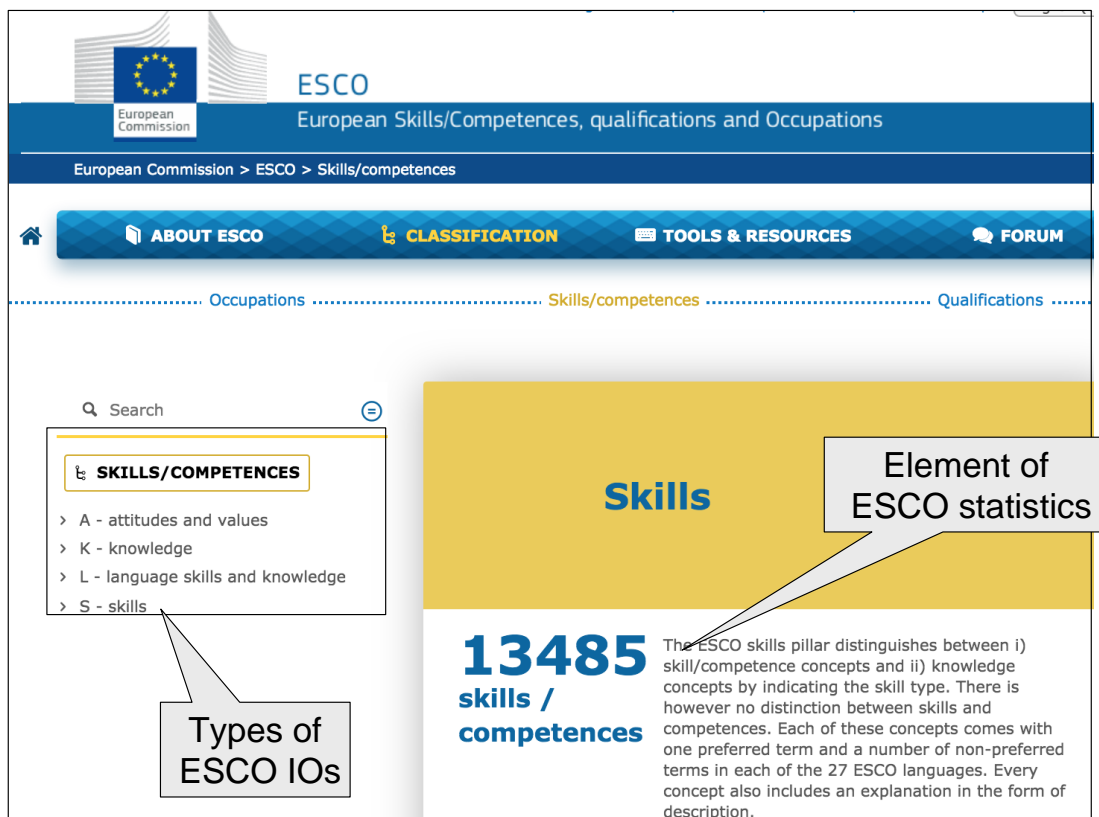 ESCO
European
Commission
European Skills/Competences, qualifications and Occupations
European Commission > ESCO > Skills/competences
ABOUT ESCO
CLASSIFICATION
TOOLS & RESOURCES
FORUM
Occupations
Skills/competences
Qualifications
Search
SKILLS/COMPETENCES
> A - attitudes and values
> K - knowledge
> L - language skills and knowledge
> S - skills
Types of
ESCO IOs
Skills
Element of
ESCO statistics
13485
skills /
competences
The ESCO skills pillar distinguishes between i)
skill/competence concepts and ii) knowledge
concepts by indicating the skill type. There is
however no distinction between skills and
competences. Each of these concepts comes with
one preferred term and a number of non-preferred
terms in each of the 27 ESCO languages. Every
concept also includes an explanation in the form of
description.